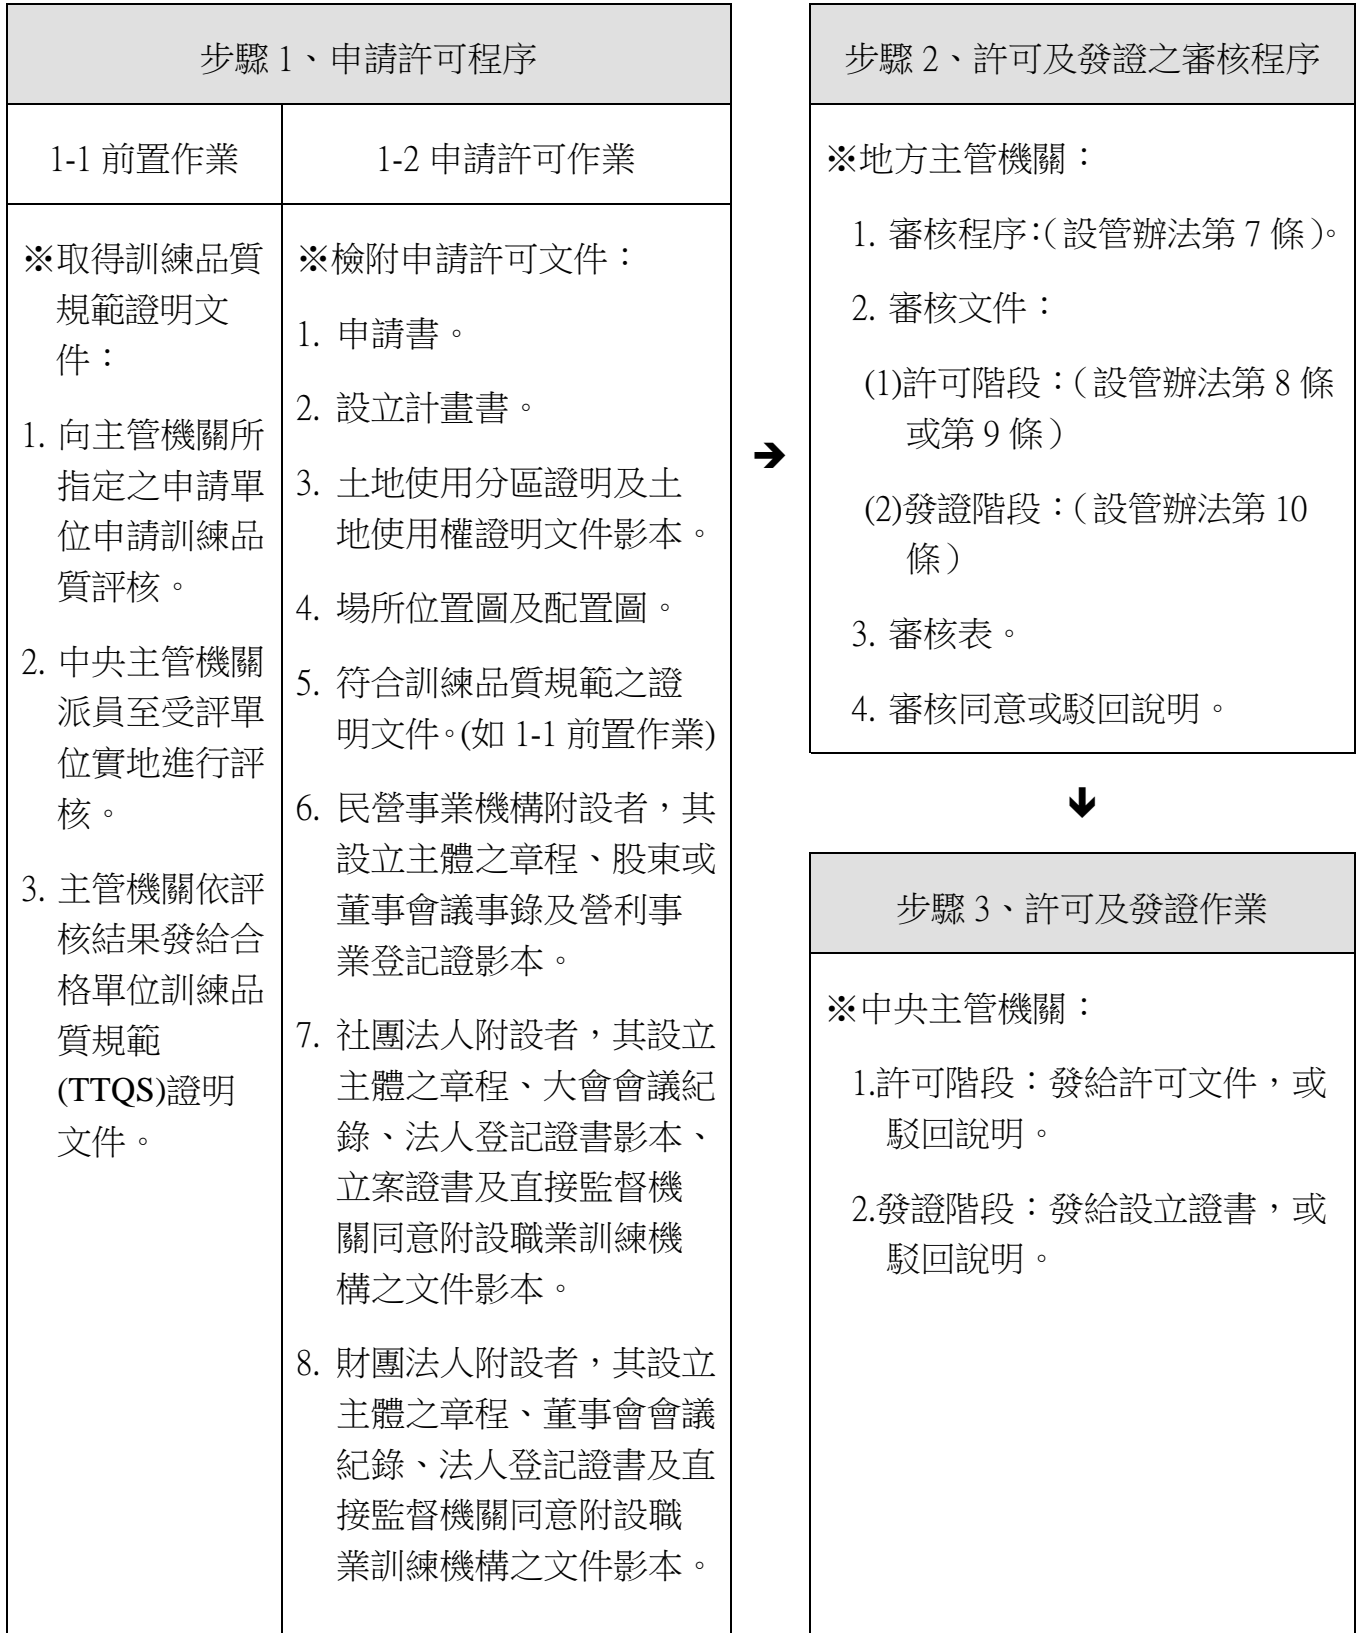 步驟 1、申請許可程序
1-1 前置作業
1-2 申請許可作業
※取得訓練品質
規範證明文
件：
1. 向主管機關所
指定之申請單
位申請訓練品
質評核。
2. 中央主管機關
派員至受評單
位實地進行評
核。
3. 主管機關依評
核結果發給合
格單位訓練品
質規範
(TTQS)證明
文件。
※檢附申請許可文件：
1. 申請書。
2. 設立計畫書。
3. 土地使用分區證明及土
地使用權證明文件影本。
4. 場所位置圖及配置圖。
5. 符合訓練品質規範之證
明文件。(如 1-1 前置作業)
6. 民營事業機構附設者，其
設立主體之章程、股東或
董事會議事錄及營利事
業登記證影本。
7. 社團法人附設者，其設立
主體之章程、大會會議紀
錄、法人登記證書影本、
立案證書及直接監督機
關同意附設職業訓練機
構之文件影本。
8. 財團法人附設者，其設立
主體之章程、董事會會議
紀錄、法人登記證書及直
接監督機關同意附設職
業訓練機構之文件影本。
➔
步驟 2、許可及發證之審核程序
※地方主管機關：
1. 審核程序：（設管辦法第 7 條）。
2. 審核文件：
(1)許可階段：（設管辦法第 8 條
或第 9 條）
(2)發證階段：（設管辦法第 10
條）
3. 審核表。
4. 審核同意或駁回說明。
步驟 3、許可及發證作業
※中央主管機關：
1.許可階段：發給許可文件，或
駁回說明。
2.發證階段：發給設立證書，或
駁回說明。